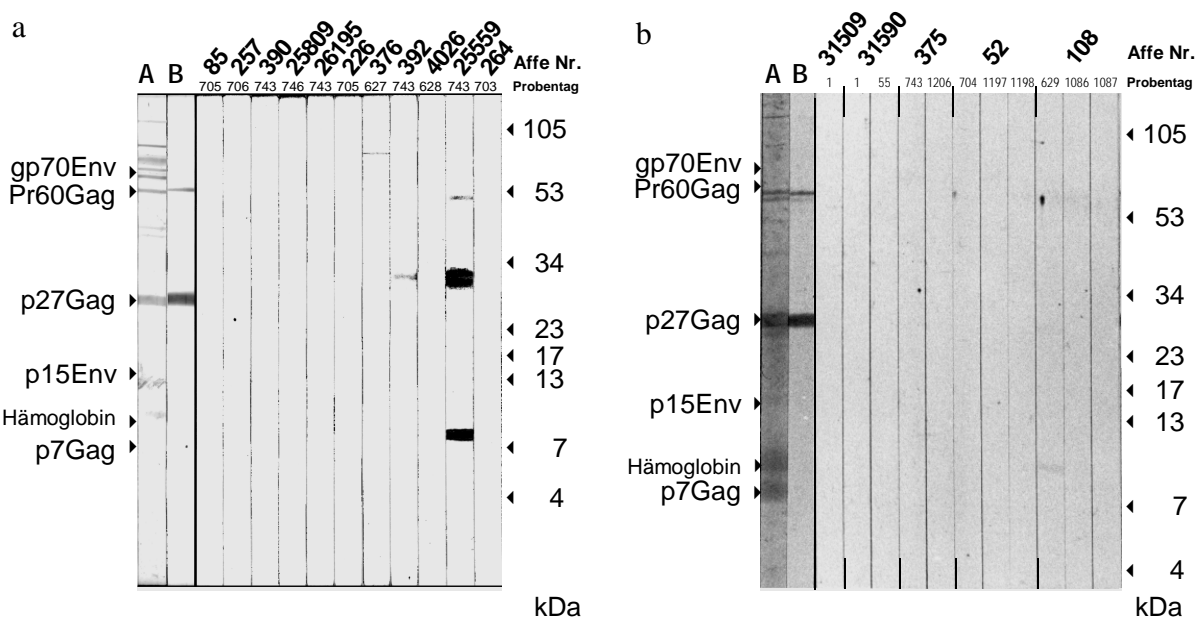 a
85 257 390 25809 26195 226 376 392 4026 25559 264 Affe Nr.
A B
705 706 743 746 743 705 627 743 628 743 703 Probentag
105
gp70Env
Pr60Gag
53
34
p27Gag
23
17
p15Env
13
Hämoglobin
p7Gag
7
4
kDa
b
31509 31590 375 52 108 Affe Nr.
A B
1 1 55 743 1206 704 1197 1198 629 1086 1087 Probentag
105
gp70Env
Pr60Gag
53
34
p27Gag
23
17
p15Env
13
Hämoglobin
p7Gag
7
4
kDa